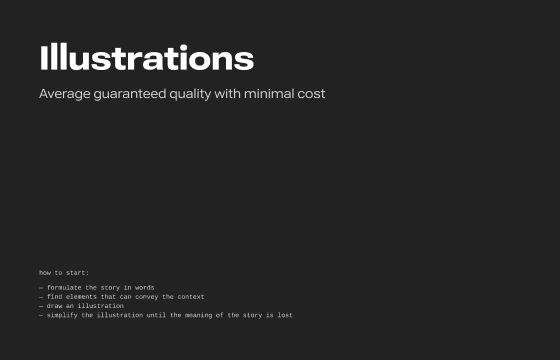 Illustrations
Average guaranteed quality with minimal cost
how to start:
— formulate the story in words
— find elements that can convey the context
— draw an illustration
— simplify the illustration until the meaning of the story is lost